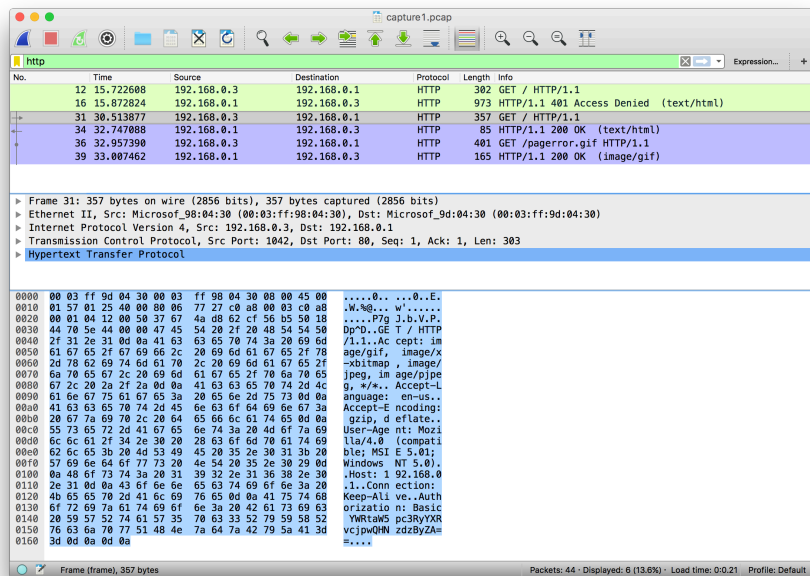 capture1.pcap
http Expression... +
No. Time Source Destination Protocol Length Info
12 15.722608 192.168.0.3 192.168.0.1 HTTP 302 GET / HTTP/1.1
16 15.872824 192.168.0.1 192.168.0.3 HTTP 973 HTTP/1.1 401 Access Denied (text/html)
31 30.513877 192.168.0.3 192.168.0.1 HTTP 357 GET / HTTP/1.1
34 32.747088 192.168.0.1 192.168.0.3 HTTP 85 HTTP/1.1 200 OK (text/html)
36 32.957390 192.168.0.3 192.168.0.1 HTTP 401 GET /pagerror.gif HTTP/1.1
39 33.007462 192.168.0.1 192.168.0.3 HTTP 165 HTTP/1.1 200 OK (image/gif)
Frame 31: 357 bytes on wire (2856 bits), 357 bytes captured (2856 bits)
Ethernet II, Src: Microsof_98:04:30 (00:03:ff:98:04:30), Dst: Microsof_9d:04:30 (00:03:ff:9d:04:30)
Internet Protocol Version 4, Src: 192.168.0.3, Dst: 192.168.0.1
Transmission Control Protocol, Src Port: 1042, Dst Port: 80, Seq: 1, Ack: 1, Len: 303
Hypertext Transfer Protocol
0000 00 03 ff 9d 04 30 00 03 ff 98 04 30 08 00 45 00 .....0.. ...0..E.
0010 01 57 01 25 40 00 80 06 77 27 c0 a8 00 03 c0 a8 .W.%@... w'......
0020 00 01 04 12 00 50 37 67 4a d8 62 cf 56 b5 50 18 .....P7g J.b.V.P.
0030 44 70 5e 44 00 00 47 45 54 20 2f 20 48 54 54 50 Dp^D..GE T / HTTP
0040 2f 31 2e 31 0d 0a 41 63 63 65 70 74 3a 20 69 6d /1.1..Ac cept: im
0050 61 67 65 2f 67 69 66 2c 20 69 6d 61 67 65 2f 78 age/gif, image/x
0060 2d 78 62 69 74 6d 61 70 2c 20 69 6d 61 67 65 2f -xbitmap , image/
0070 6a 70 65 67 2c 20 69 6d 61 67 65 2f 70 6a 70 65 jpeg, im age/pjpe
0080 67 2c 20 2a 2f 2a 0d 0a 41 63 63 65 70 74 2d 4c g, */*.. Accept-L
0090 61 6e 67 75 61 67 65 3a 20 65 6e 2d 75 73 0d 0a anguage: en-us..
00a0 41 63 63 65 70 74 2d 45 6e 63 6f 64 69 6e 67 3a Accept-E ncoding:
00b0 20 67 7a 69 70 2c 20 64 65 66 6c 61 74 65 0d 0a gzip, d eflate..
00c0 55 73 65 72 2d 41 67 65 6e 74 3a 20 4d 6f 7a 69 User-Age nt: Mozi
00d0 6c 6c 61 2f 34 2e 30 20 28 63 6f 6d 70 61 74 69 lla/4.0 (compati
00e0 62 6c 65 3b 20 4d 53 49 45 20 35 2e 30 31 3b 20 ble; MSI E 5.01;
00f0 57 69 6e 64 6f 77 73 20 4e 54 20 35 2e 30 29 0d Windows NT 5.0).
0100 0a 48 6f 73 74 3a 20 31 39 32 2e 31 36 38 2e 30 .Host: 1 92.168.0
0110 2e 31 0d 0a 43 6f 6e 6e 65 63 74 69 6f 6e 3a 20 .1..Conn ection:
0120 4b 65 65 70 2d 41 6c 69 76 65 0d 0a 41 75 74 68 Keep-Ali ve..Auth
0130 6f 72 69 7a 61 74 69 6f 6e 3a 20 42 61 73 69 63 orizatio n: Basic
0140 20 59 57 52 74 61 57 35 70 63 33 52 79 59 58 52 YWRtaW5 pc3RyYXR
0150 76 63 6a 70 77 51 48 4e 7a 64 7a 42 79 5a 41 3d vcjpwQHN zdzByZA=
0160 3d 0d 0a 0d 0a =....
Frame (frame), 357 bytes Packets: 44 · Displayed: 6 (13.6%) · Load time: 0:0.21 Profile: Default